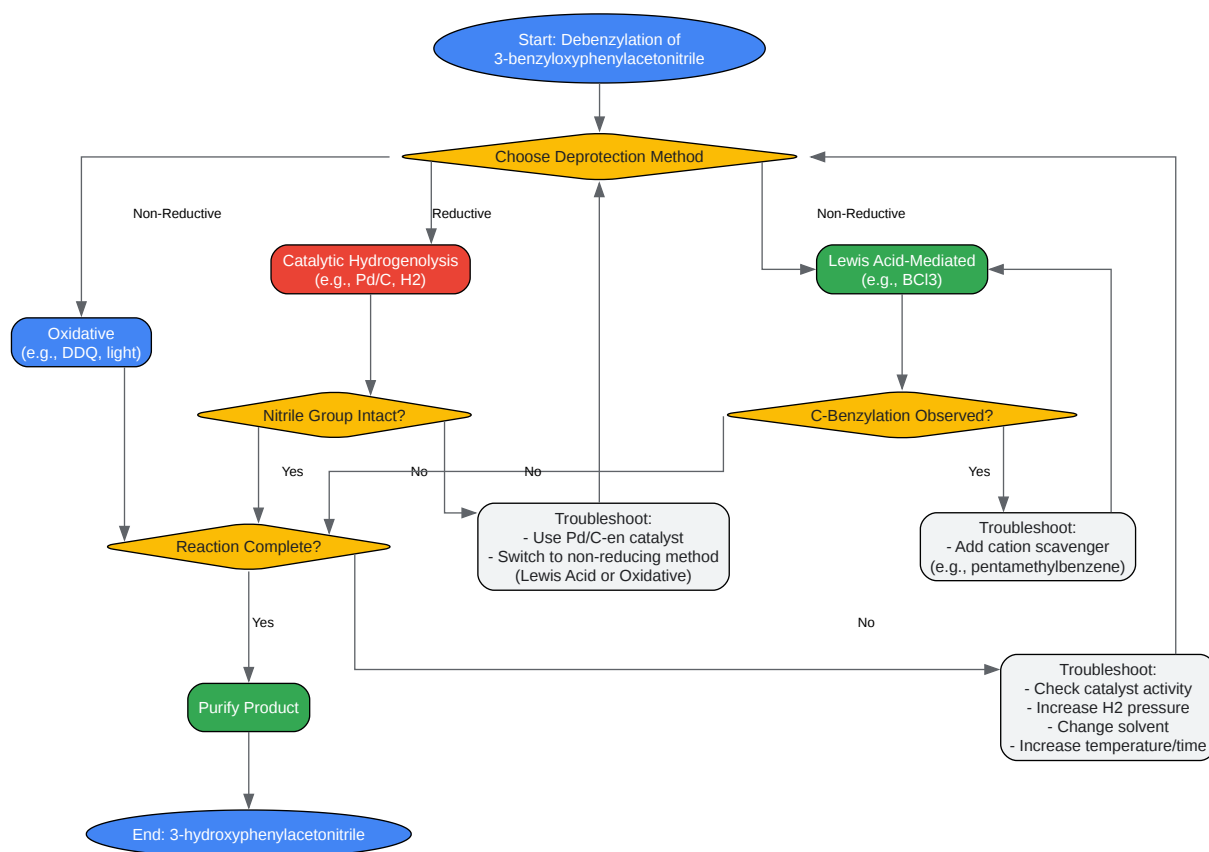 Start: Debenzylation of
3-benzyloxyphenylacetonitrile
Choose Deprotection Method
Non-Reductive
Reductive
Non-Reductive
Catalytic Hydrogenolysis
(e.g., Pd/C, H2)
Lewis Acid-Mediated
(e.g., BCl3)
Oxidative
(e.g., DDQ, light)
Nitrile Group Intact?
C-Benzylation Observed?
Yes
No
No
Yes
Troubleshoot:
- Use Pd/C-en catalyst
- Switch to non-reducing method
(Lewis Acid or Oxidative)
Troubleshoot:
- Add cation scavenger
(e.g., pentamethylbenzene)
Reaction Complete?
Yes
No
Troubleshoot:
- Check catalyst activity
- Increase H2 pressure
- Change solvent
- Increase temperature/time
Purify Product
End: 3-hydroxyphenylacetonitrile